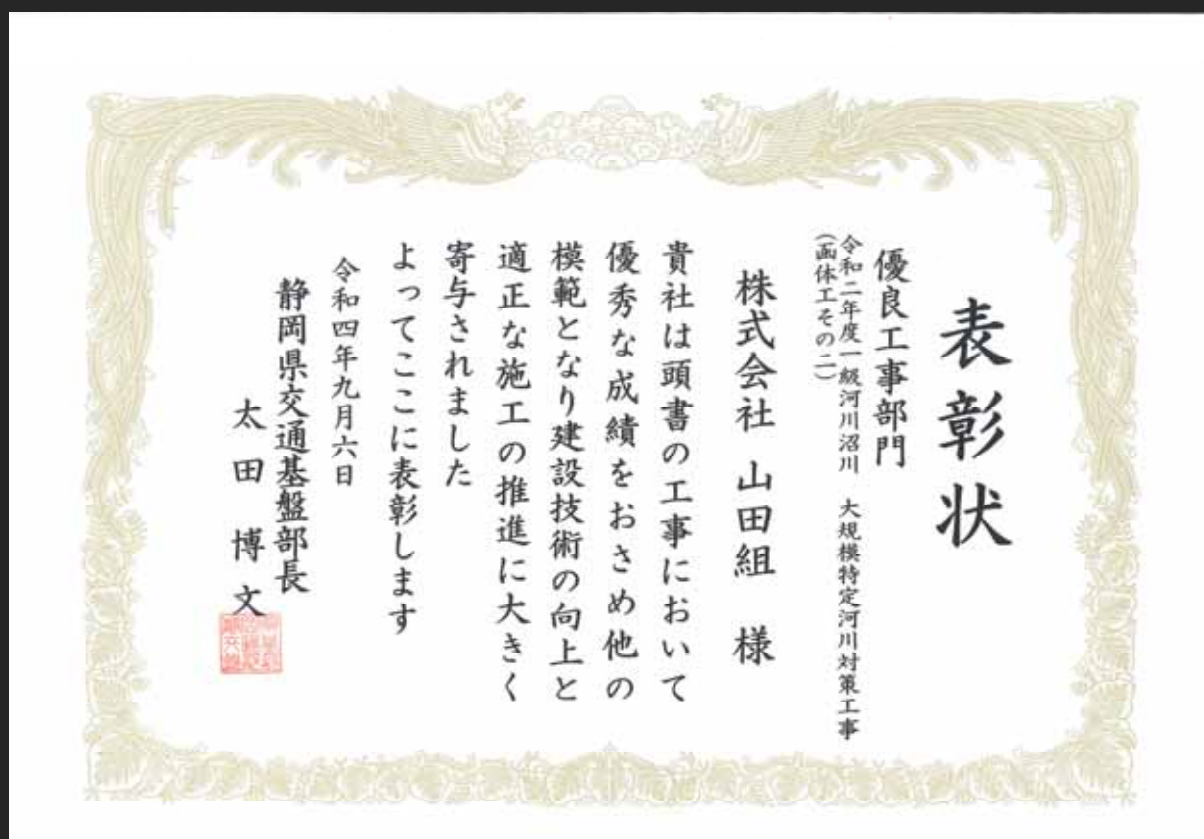 表彰状
優良工事部門
令和二年度一級河川沼川　大規模特定河川対策工事
(函体工その二)
株式会社 山田組　様
貴社は頭書の工事において
優秀な成績をおさめ他の
模範となり建設技術の向上と
適正な施工の推進に大きく
寄与されました
よってここに表彰します
令和四年九月六日
静岡県交通基盤部長
太田博文